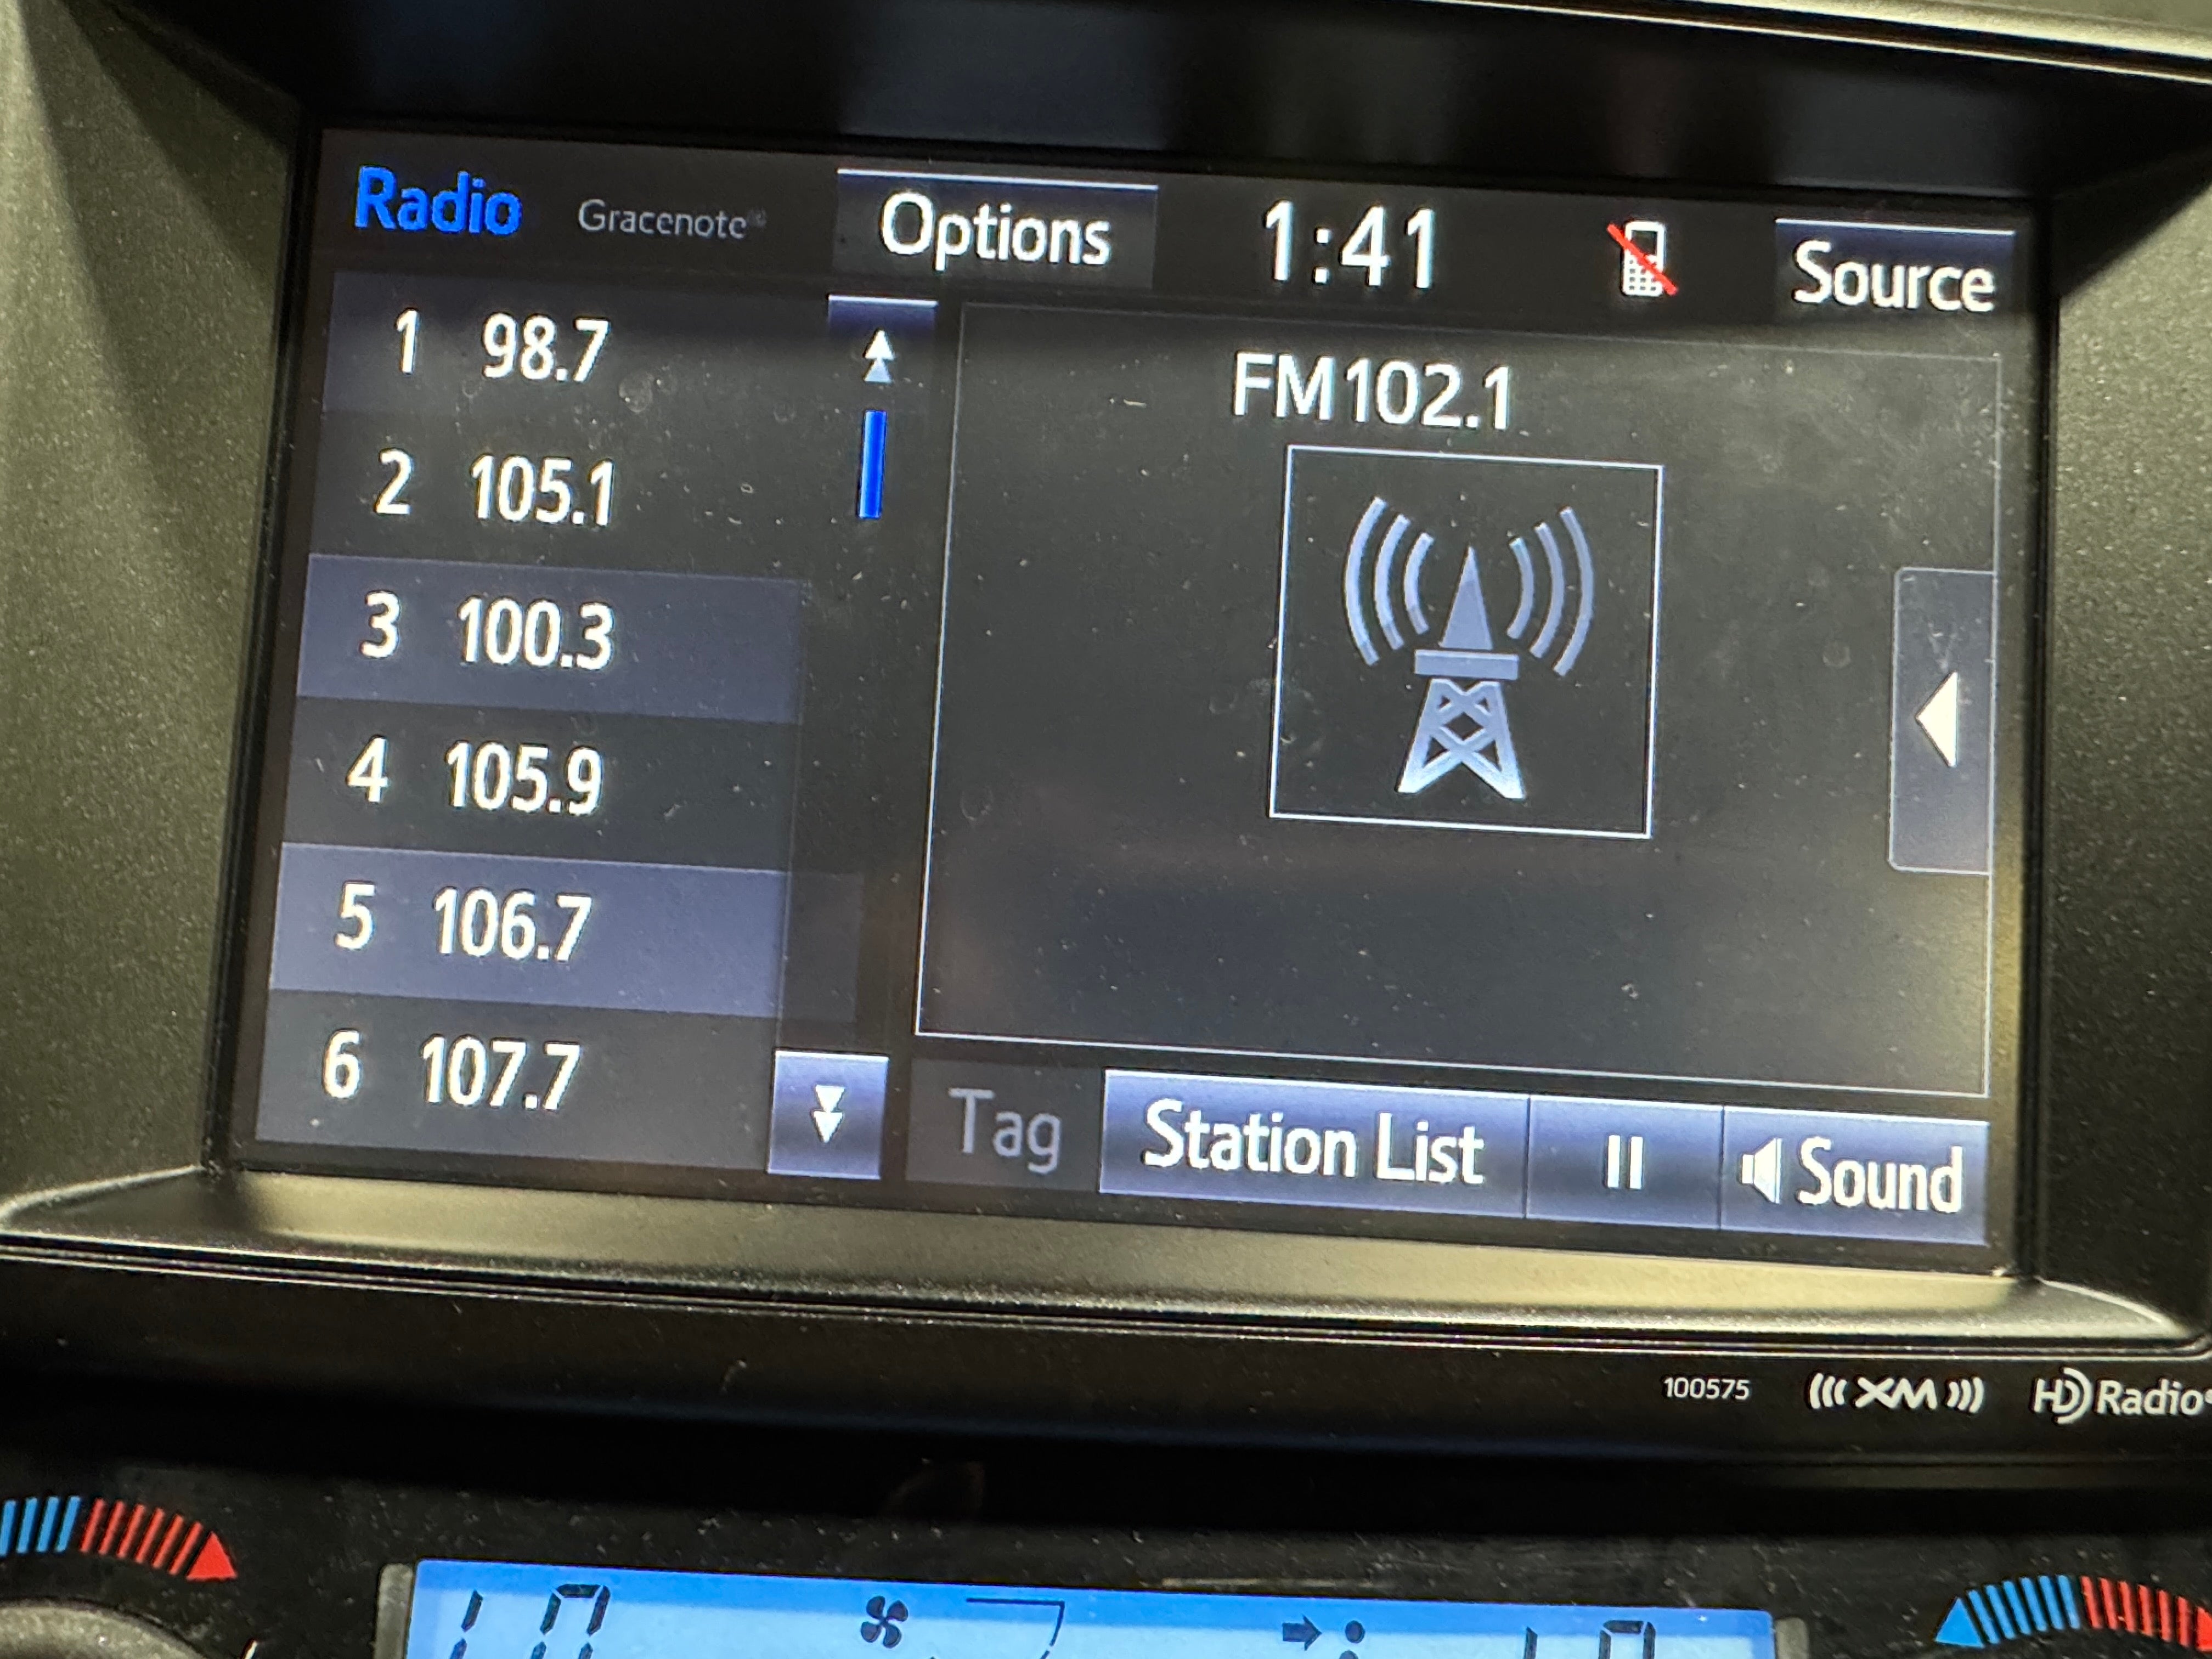 Radio Gracenote® Options 1:41 Source
1 98.7
2 105.1
3 100.3
4 105.9
5 106.7
6 107.7
FM102.1
Tag Station List Sound
100575 XM HD Radio